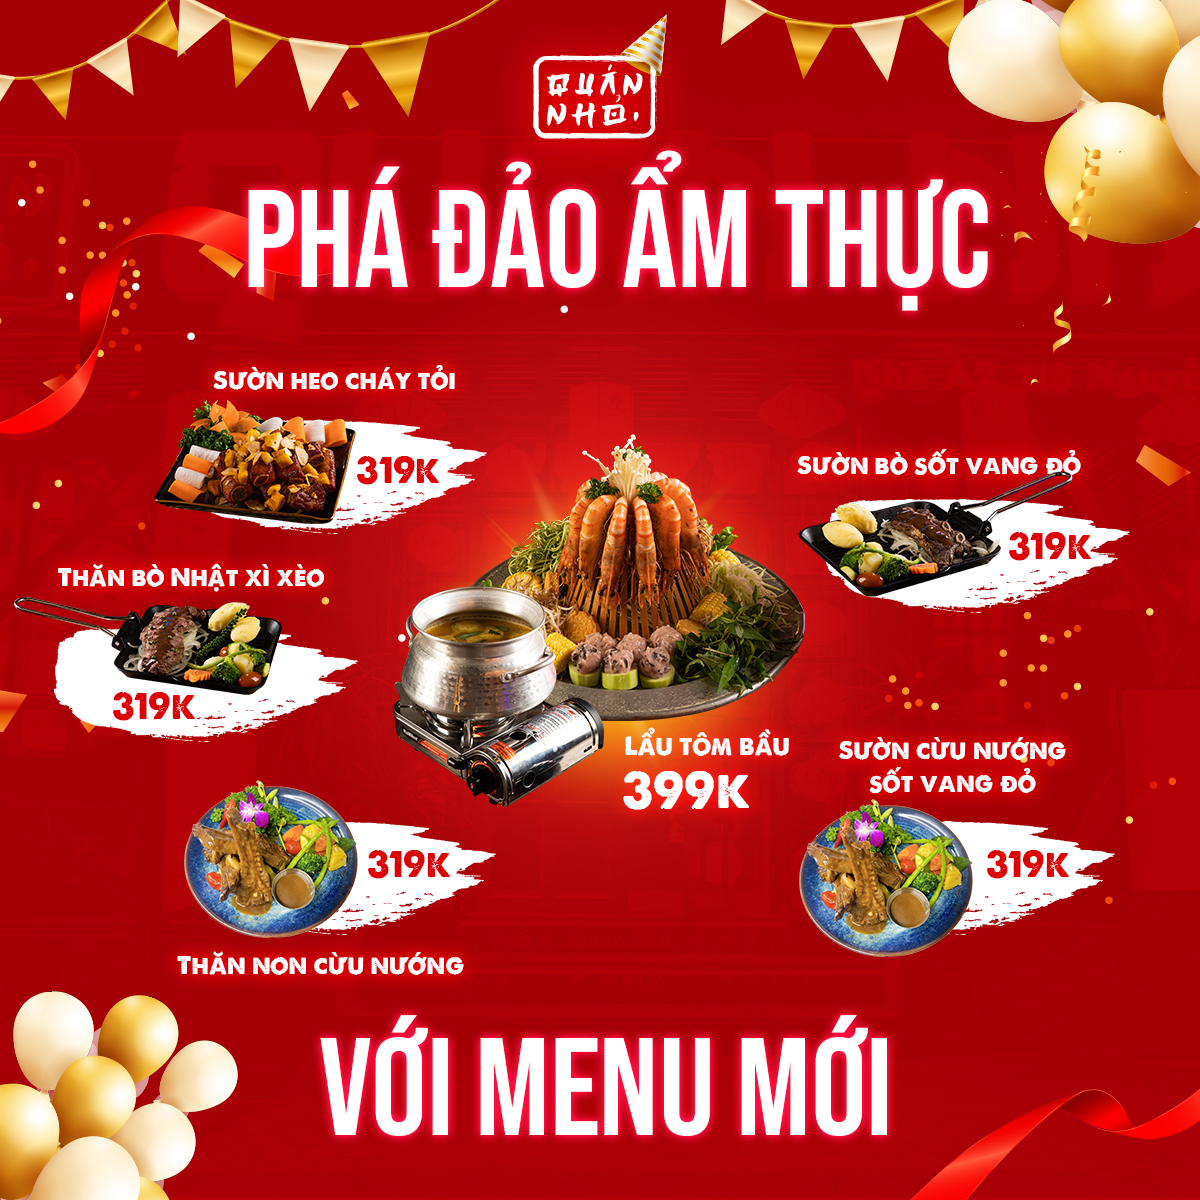 QUÁN
NHỎ.
PHÁ ĐẢO ẨM THỰC
SƯỜN HEO CHÁY TỎI
319K
SƯỜN BÒ SỐT VANG ĐỎ
319K
THĂN BÒ NHẬT XÌ XÈO
319K
LẨU TÔM BẦU
399K
SƯỜN CỪU NƯỚNG
SỐT VANG ĐỎ
319K
319K
THĂN NON CỪU NƯỚNG
VỚI MENU MỚI